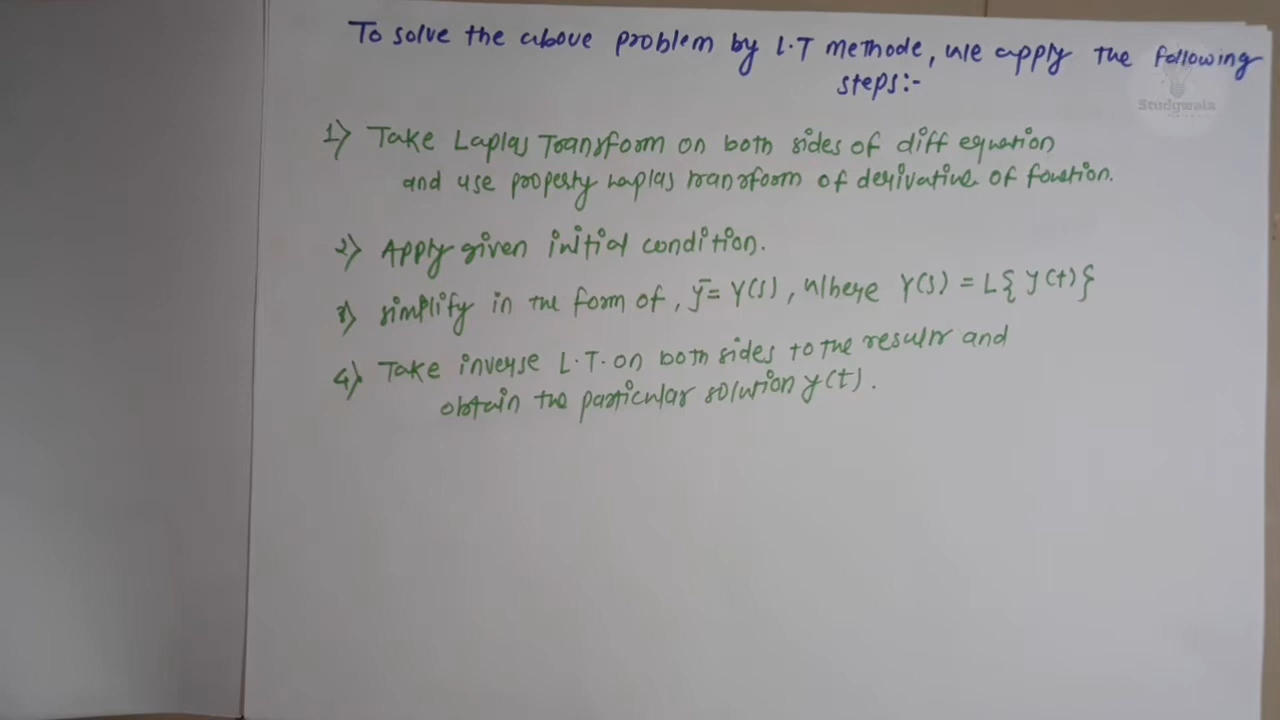 To solve the above problem by L.T methode, we apply the following
steps:-
Studywala
1) Take Laplas Transform on both sides of diff equation
and use property Laplas transform of derivative of fountion.
2) Apply given initial condition.
3) simplify in the form of, ȳ = Y(s), where Y(s) = L{ y(t) }
4) Take inverse L.T. on both sides to the result and
obtain the particular solution y(t).